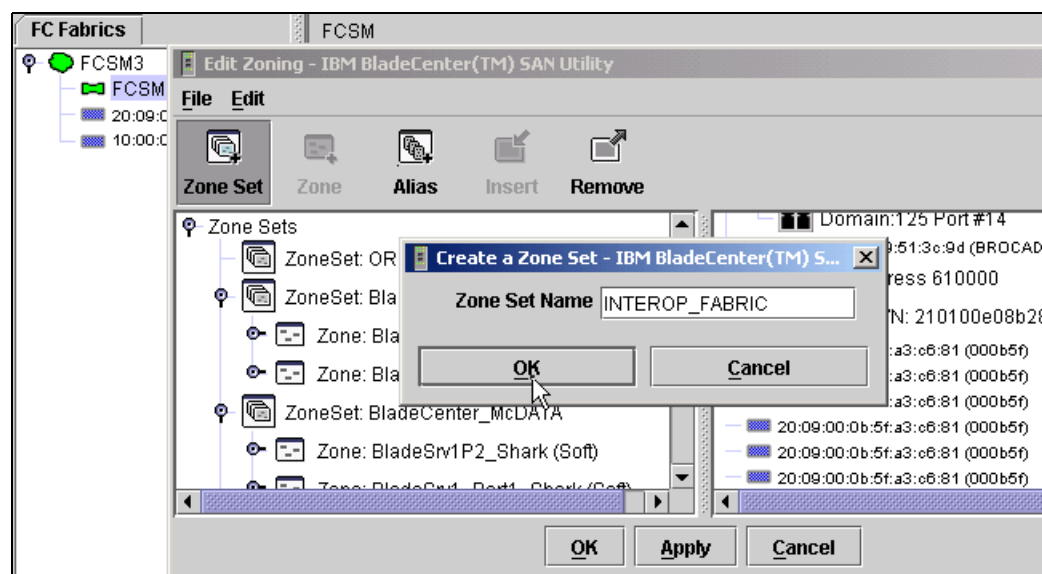 FC Fabrics
FCSM
FCSM3
FCSM
20:09:0
10:00:0
Edit Zoning - IBM BladeCenter(TM) SAN Utility
File Edit
Zone Set Zone Alias Insert Remove
Zone Sets
ZoneSet: OR
ZoneSet: Bla
Zone: Bla
Zone: Bla
ZoneSet: BladeCenter_McDAYA
Zone: BladeSrv1P2_Shark (Soft)
Create a Zone Set - IBM BladeCenter(TM) S...
Zone Set Name INTEROP_FABRIC
OK Cancel
Domain:125 Port #14
:51:3c:9d (BROCAD
ress 610000
N: 210100e08b28
:a3:c6:81 (000b5f)
:a3:c6:81 (000b5f)
:a3:c6:81 (000b5f)
20:09:00:0b:5f:a3:c6:81 (000b5f)
20:09:00:0b:5f:a3:c6:81 (000b5f)
20:09:00:0b:5f:a3:c6:81 (000b5f)
OK Apply Cancel